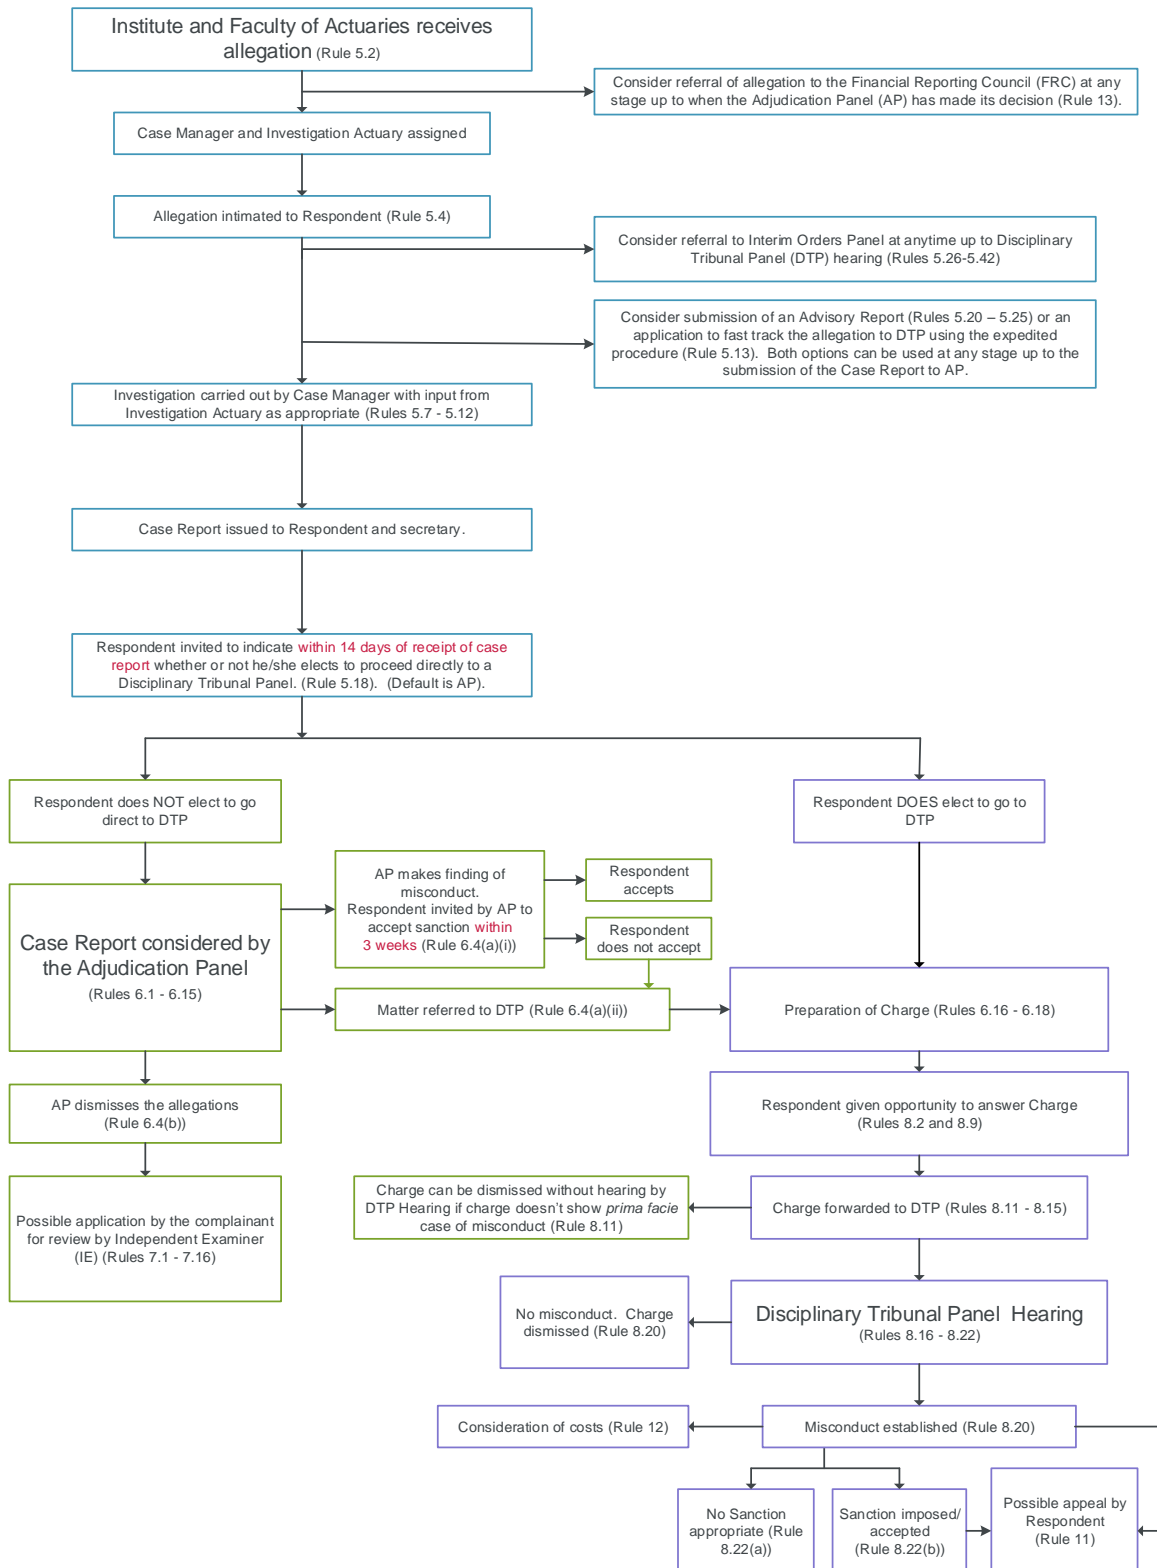 Institute and Faculty of Actuaries receives
allegation (Rule 5.2)
Consider referral of allegation to the Financial Reporting Council (FRC) at any
stage up to when the Adjudication Panel (AP) has made its decision (Rule 13).
Case Manager and Investigation Actuary assigned
Allegation intimated to Respondent (Rule 5.4)
Consider referral to Interim Orders Panel at anytime up to Disciplinary
Tribunal Panel (DTP) hearing (Rules 5.26-5.42)
Consider submission of an Advisory Report (Rules 5.20 – 5.25) or an
application to fast track the allegation to DTP using the expedited
procedure (Rule 5.13).  Both options can be used at any stage up to the
submission of the Case Report to AP.
Investigation carried out by Case Manager with input from
Investigation Actuary as appropriate (Rules 5.7 - 5.12)
Case Report issued to Respondent and secretary.
Respondent invited to indicate within 14 days of receipt of case
report whether or not he/she elects to proceed directly to a
Disciplinary Tribunal Panel. (Rule 5.18).  (Default is AP).
Respondent does NOT elect to go
direct to DTP
Respondent DOES elect to go to
DTP
AP makes finding of
misconduct.
Respondent invited by AP to
accept sanction within
3 weeks (Rule 6.4(a)(i))
Respondent
accepts
Respondent
does not accept
Case Report considered by
the Adjudication Panel
(Rules 6.1 - 6.15)
Matter referred to DTP (Rule 6.4(a)(ii))
Preparation of Charge (Rules 6.16 - 6.18)
AP dismisses the allegations
(Rule 6.4(b))
Respondent given opportunity to answer Charge
(Rules 8.2 and 8.9)
Possible application by the complainant
for review by Independent Examiner
(IE) (Rules 7.1 - 7.16)
Charge can be dismissed without hearing by
DTP Hearing if charge doesn't show prima facie
case of misconduct (Rule 8.11)
Charge forwarded to DTP (Rules 8.11 - 8.15)
No misconduct.  Charge
dismissed (Rule 8.20)
Disciplinary Tribunal Panel  Hearing
(Rules 8.16 - 8.22)
Consideration of costs (Rule 12)
Misconduct established (Rule 8.20)
No Sanction
appropriate (Rule
8.22(a))
Sanction imposed/
accepted
(Rule 8.22(b))
Possible appeal by
Respondent
(Rule 11)